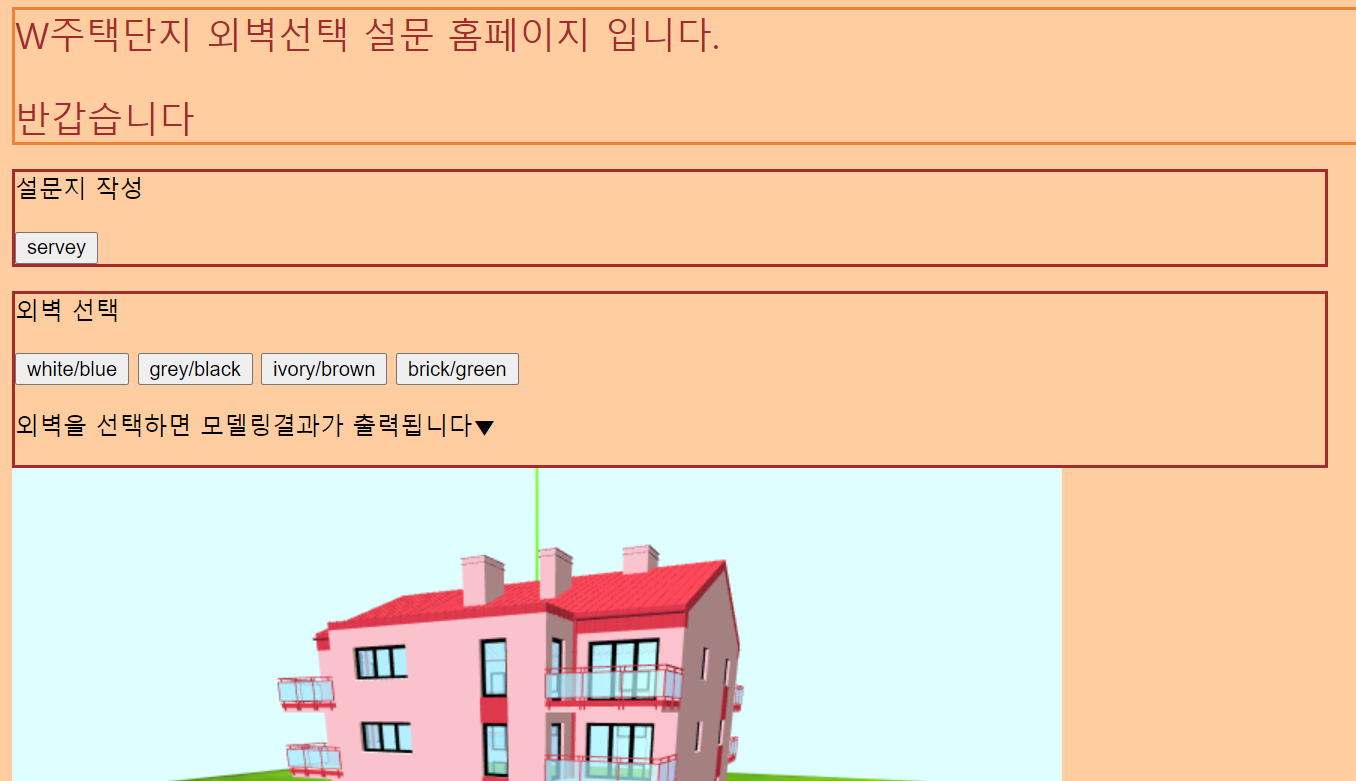 W주택단지 외벽선택 설문 홈페이지 입니다.
반갑습니다
설문지 작성
servey
외벽 선택
white/blue grey/black ivory/brown brick/green
외벽을 선택하면 모델링결과가 출력됩니다▼